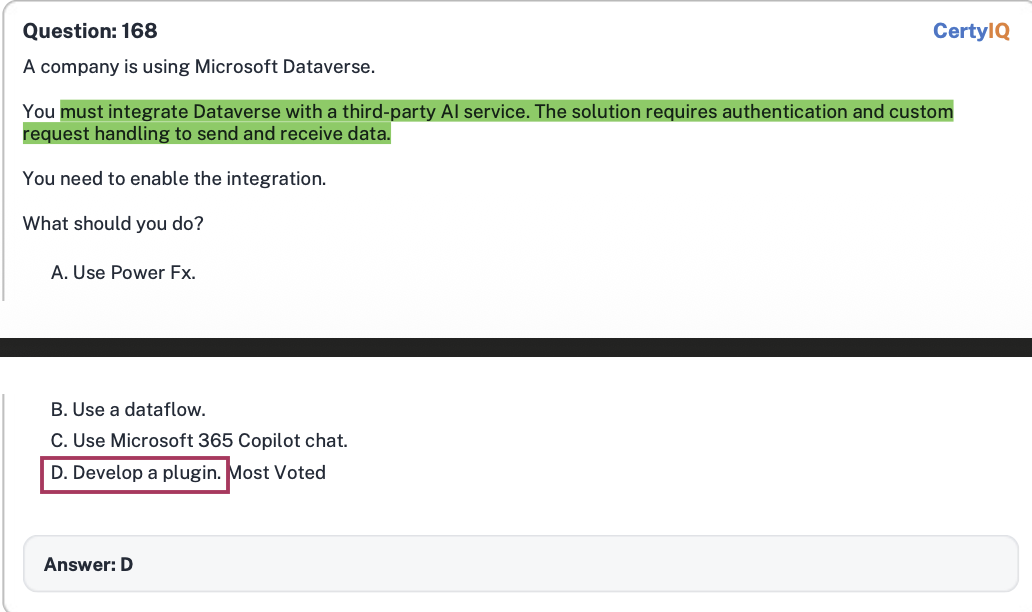 Question: 168
CertyIQ
A company is using Microsoft Dataverse.
You must integrate Dataverse with a third-party AI service. The solution requires authentication and custom
request handling to send and receive data.
You need to enable the integration.
What should you do?
A. Use Power Fx.
B. Use a dataflow.
C. Use Microsoft 365 Copilot chat.
D. Develop a plugin. Most Voted
Answer: D